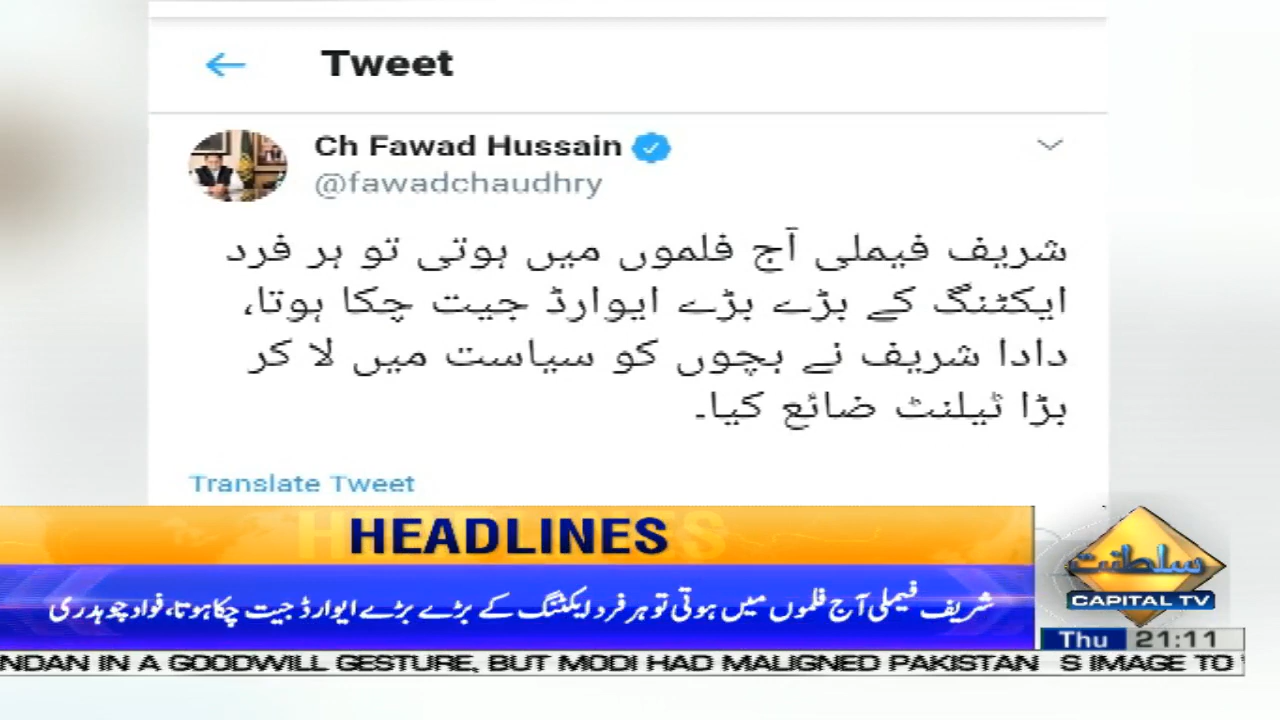 Tweet
Ch Fawad Hussain
@fawadchaudhry
شریف فیملی آج فلموں میں ہوتی تو ہر فرد
ایکٹنگ کے بڑے بڑے ایوارڈ جیت چکا ہوتا،
دادا شریف نے بچوں کو سیاست میں لا کر
بڑا ٹیلنٹ ضائع کیا۔
Translate Tweet
HEADLINES
شریف فیملی آج فلموں میں ہوتی تو ہر فرد ایکٹنگ کے بڑے بڑے ایوارڈ جیت چکا ہوتا، فواد چوہدری
سلطنت
CAPITAL TV
Thu 21:11
NDAN IN A GOODWILL GESTURE, BUT MODI HAD MALIGNED PAKISTAN S IMAGE TO